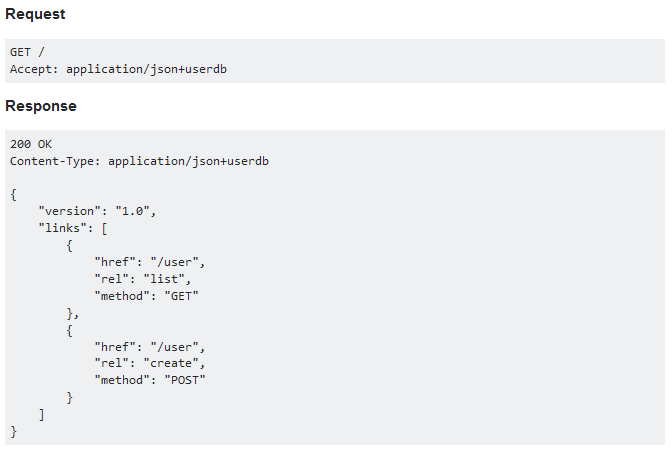 Request
GET /
Accept: application/json+userdb
Response
200 OK
Content-Type: application/json+userdb
{
    "version": "1.0",
    "links": [
        {
            "href": "/user",
            "rel": "list",
            "method": "GET"
        },
        {
            "href": "/user",
            "rel": "create",
            "method": "POST"
        }
    ]
}